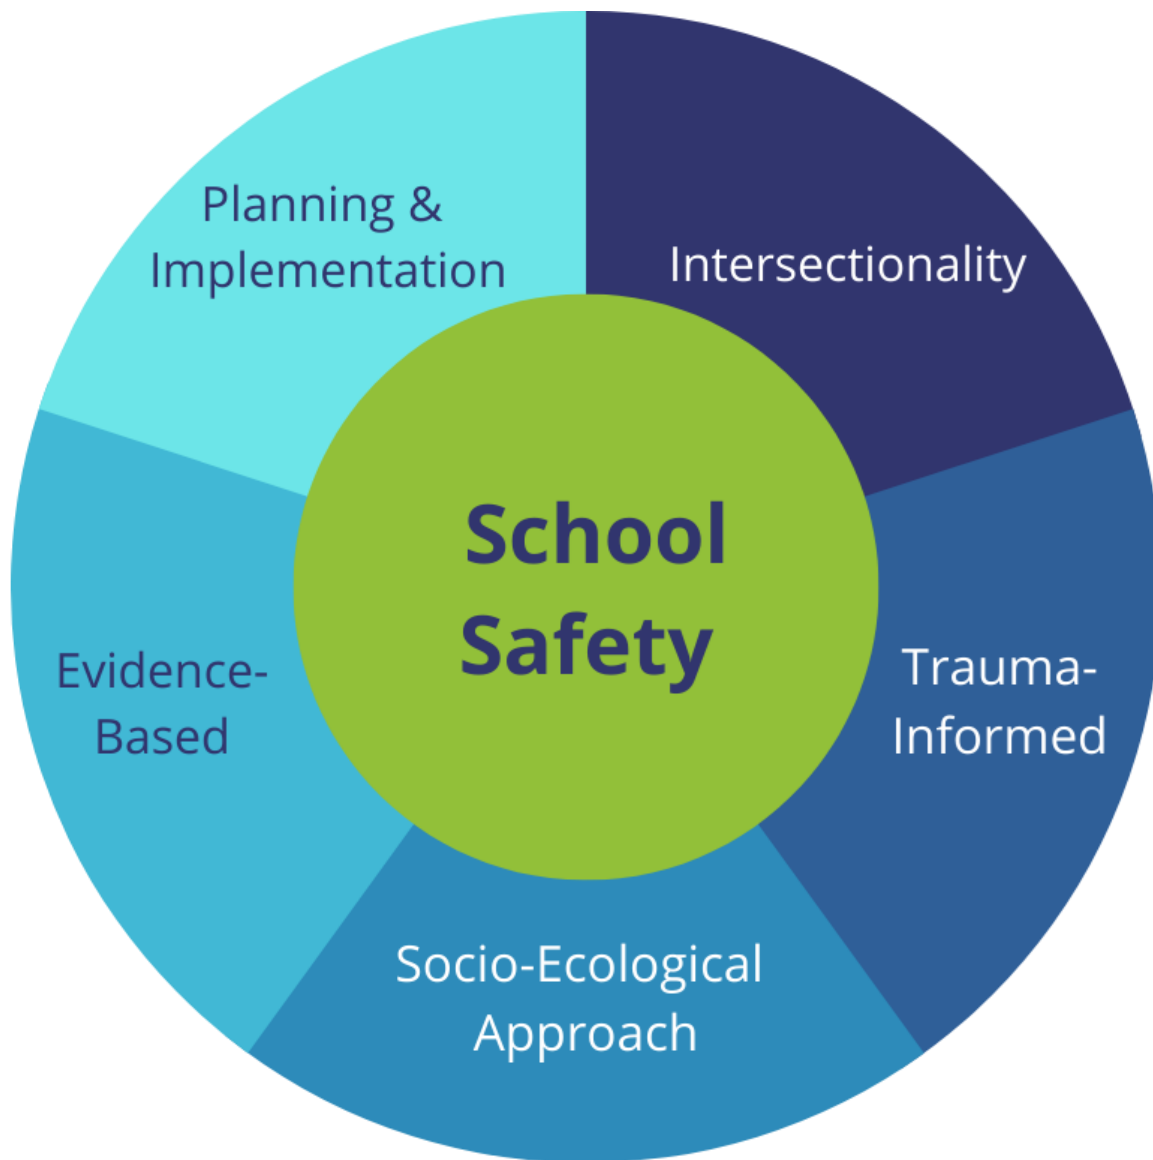 Planning &
Implementation
Intersectionality
School
Safety
Evidence-
Based
Trauma-
Informed
Socio-Ecological
Approach